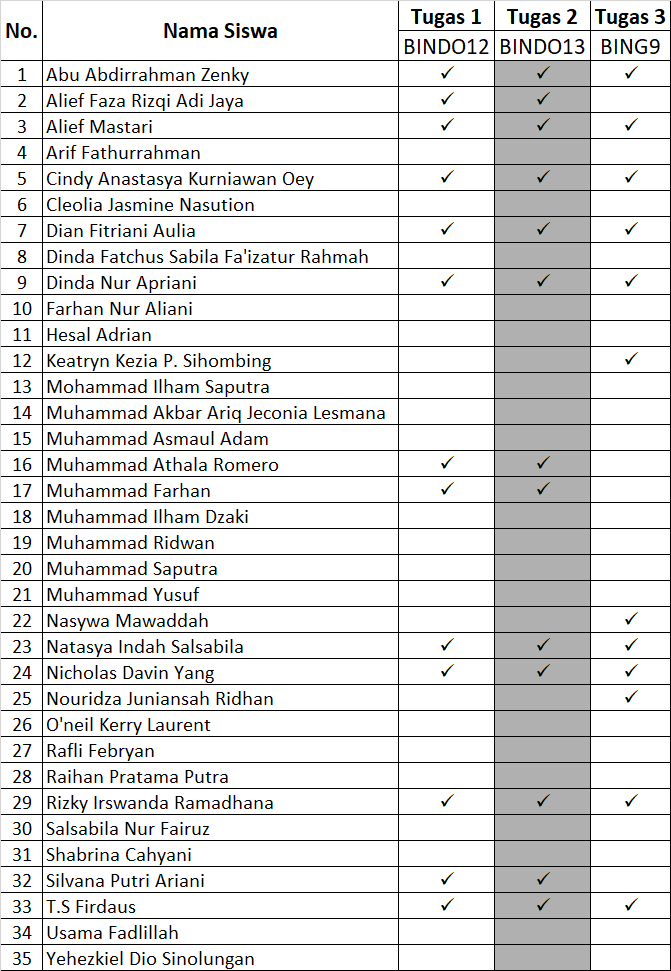 No. Nama Siswa Tugas 1 Tugas 2 Tugas 3
BINDO12 BINDO13 BING9
1 Abu Abdirrahman Zenky ✓ ✓ ✓
2 Alief Faza Rizqi Adi Jaya ✓ ✓
3 Alief Mastari ✓ ✓ ✓
4 Arif Fathurrahman
5 Cindy Anastasya Kurniawan Oey ✓ ✓ ✓
6 Cleolia Jasmine Nasution
7 Dian Fitriani Aulia ✓ ✓ ✓
8 Dinda Fatchus Sabila Fa'izatur Rahmah
9 Dinda Nur Apriani ✓ ✓ ✓
10 Farhan Nur Aliani
11 Hesal Adrian
12 Keatryn Kezia P. Sihombing ✓
13 Mohammad Ilham Saputra
14 Muhammad Akbar Ariq Jeconia Lesmana
15 Muhammad Asmaul Adam
16 Muhammad Athala Romero ✓ ✓
17 Muhammad Farhan ✓ ✓
18 Muhammad Ilham Dzaki
19 Muhammad Ridwan
20 Muhammad Saputra
21 Muhammad Yusuf
22 Nasywa Mawaddah ✓
23 Natasya Indah Salsabila ✓ ✓ ✓
24 Nicholas Davin Yang ✓ ✓ ✓
25 Nouridza Juniansah Ridhan ✓
26 O'neil Kerry Laurent
27 Rafli Febryan
28 Raihan Pratama Putra
29 Rizky Irswanda Ramadhana ✓ ✓ ✓
30 Salsabila Nur Fairuz
31 Shabrina Cahyani
32 Silvana Putri Ariani ✓ ✓
33 T.S Firdaus ✓ ✓ ✓
34 Usama Fadlillah
35 Yehezkiel Dio Sinolungan